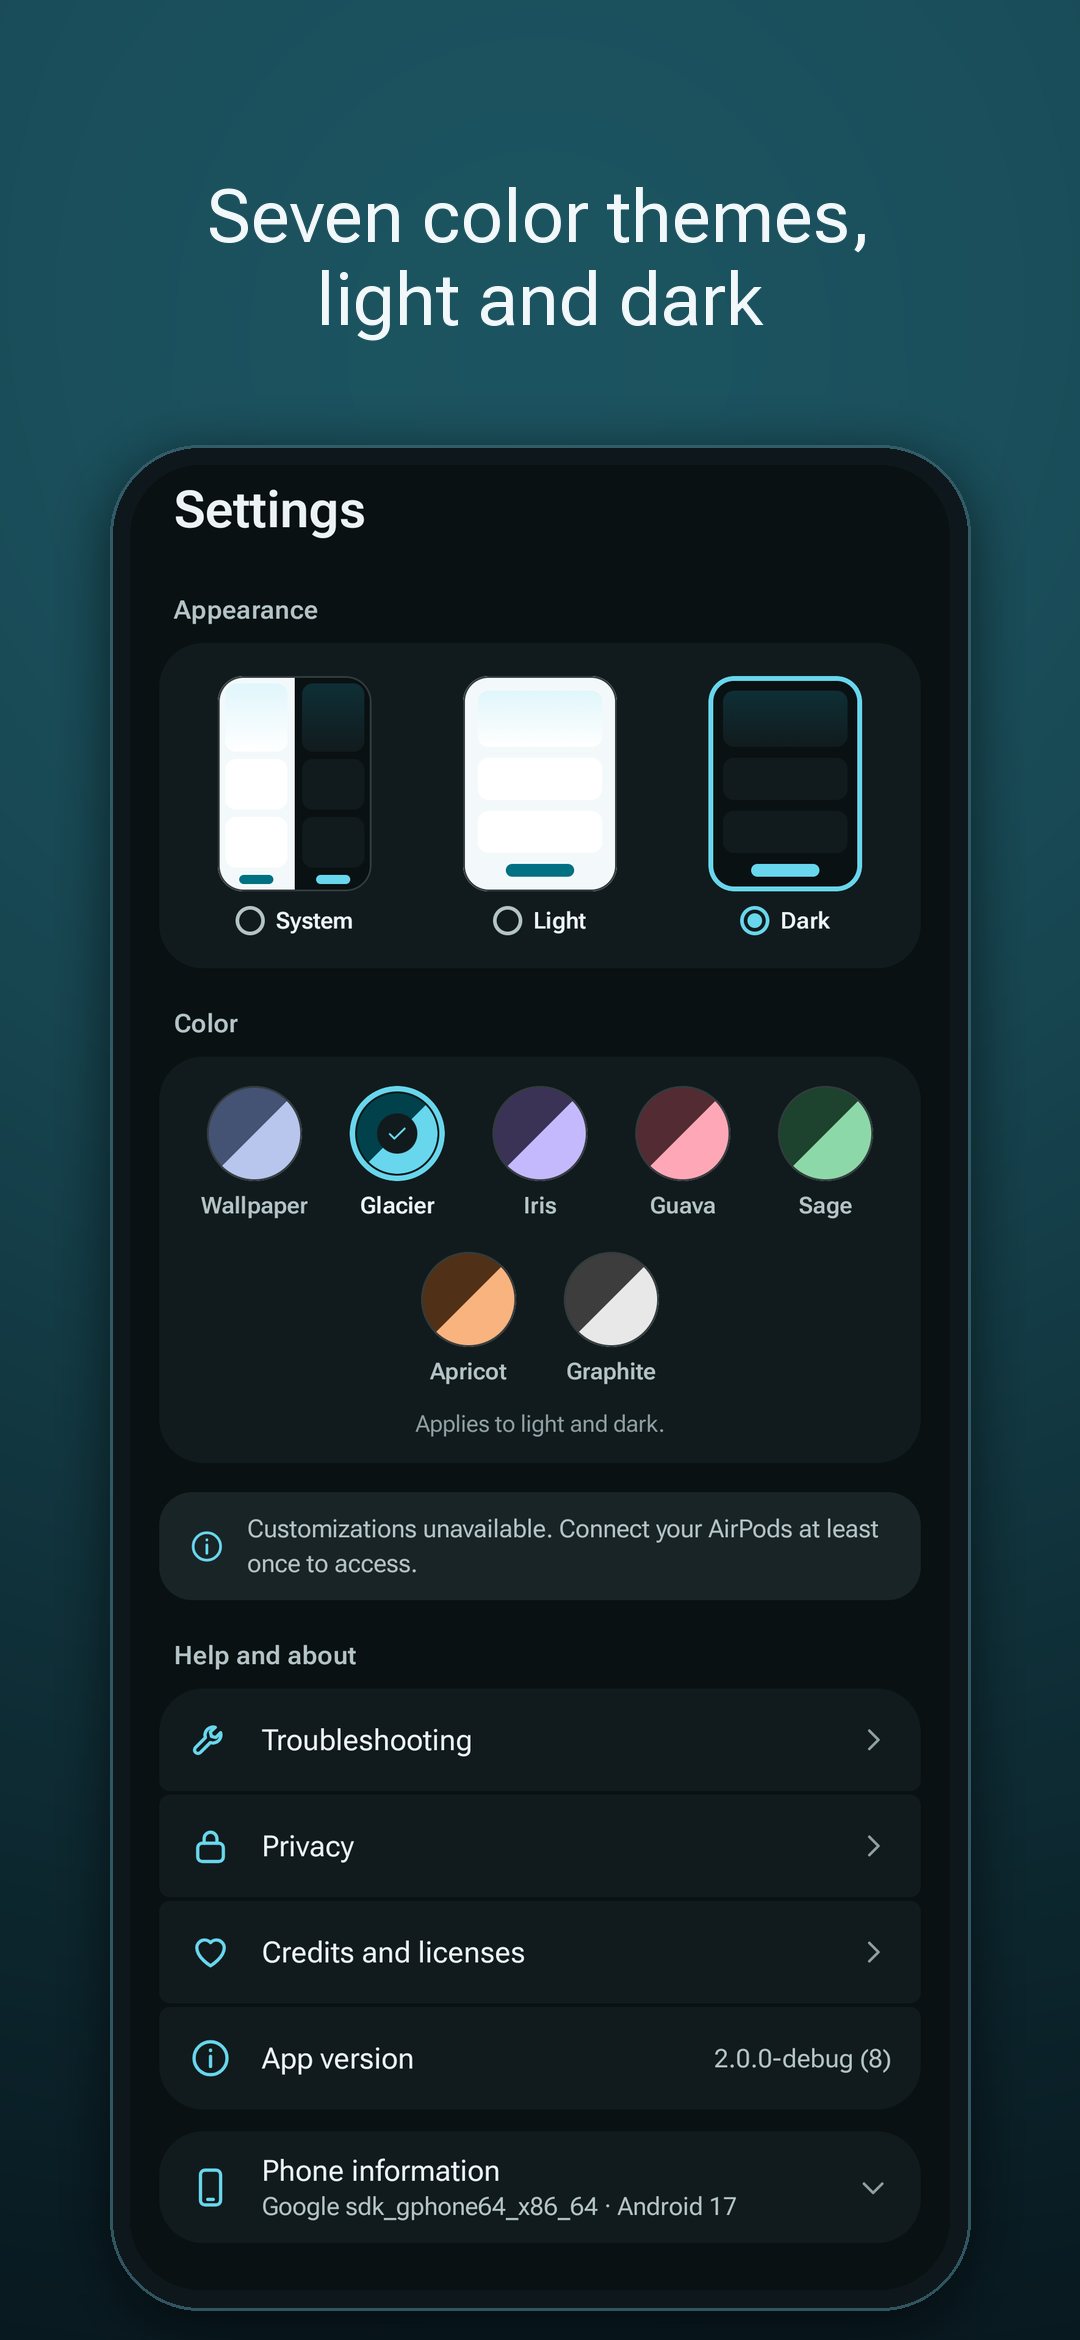 Seven color themes,
light and dark
Settings
Appearance
System
Light
Dark
Color
Wallpaper
Glacier
Iris
Guava
Sage
Apricot
Graphite
Applies to light and dark.
Customizations unavailable. Connect your AirPods at least
once to access.
Help and about
Troubleshooting
Privacy
Credits and licenses
App version
2.0.0-debug (8)
Phone information
Google sdk_gphone64_x86_64 · Android 17